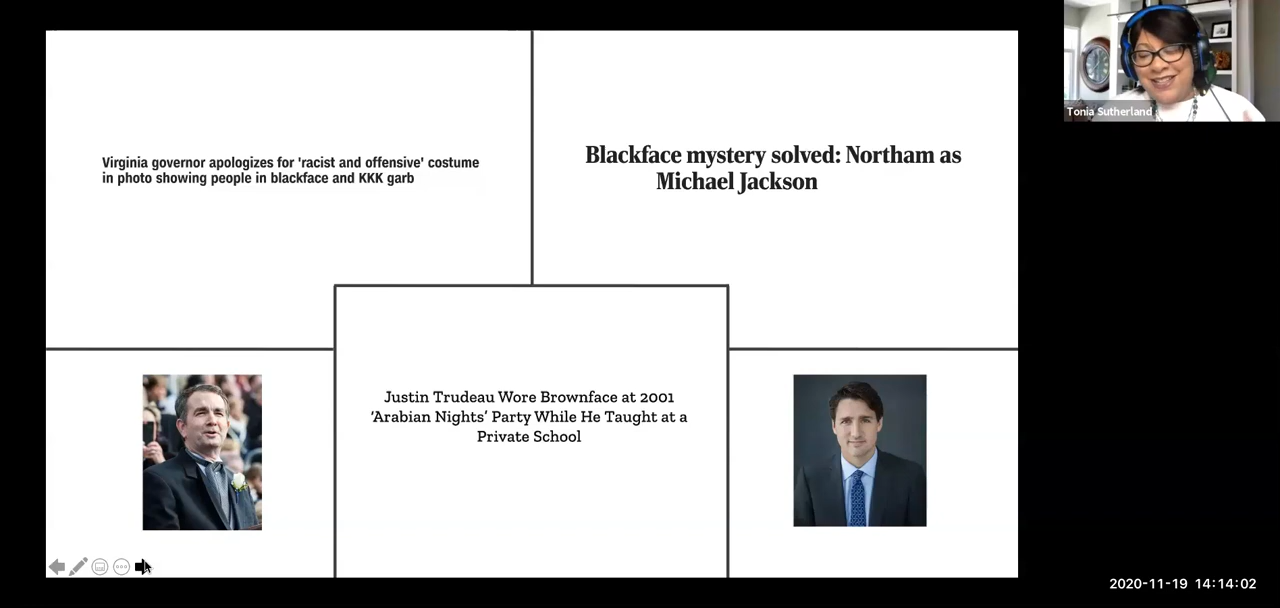 Virginia governor apologizes for 'racist and offensive' costume
in photo showing people in blackface and KKK garb
Blackface mystery solved: Northam as
Michael Jackson
Justin Trudeau Wore Brownface at 2001
‘Arabian Nights’ Party While He Taught at a
Private School
Tonia Sutherland
2020-11-19 14:14:02